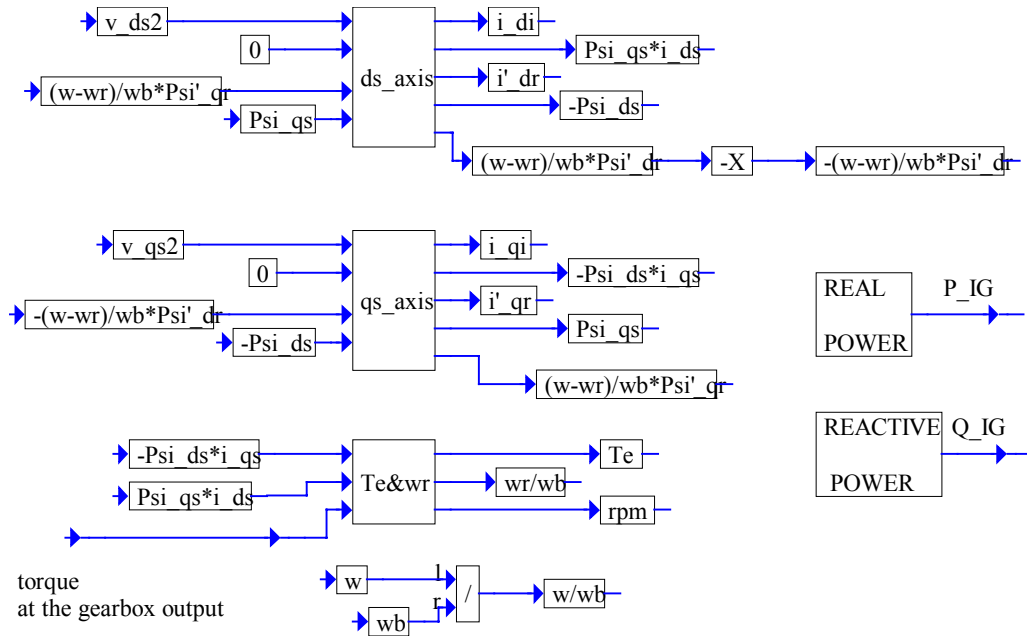 v_ds2
i_di
0
Psi_qs*i_ds
ds_axis
i'_dr
(w-wr)/wb*Psi'_qr
-Psi_ds
Psi_qs
(w-wr)/wb*Psi'_dr
-X
-(w-wr)/wb*Psi'_dr
v_qs2
i_qi
0
-Psi_ds*i_qs
qs_axis
i'_qr
-(w-wr)/wb*Psi'_dr
Psi_qs
-Psi_ds
(w-wr)/wb*Psi'_qr
REAL
POWER
P_IG
REACTIVE
POWER
Q_IG
-Psi_ds*i_qs
Te
Te&wr
wr/wb
Psi_qs*i_ds
rpm
torque
at the gearbox output
w
l
r
/
w/wb
wb